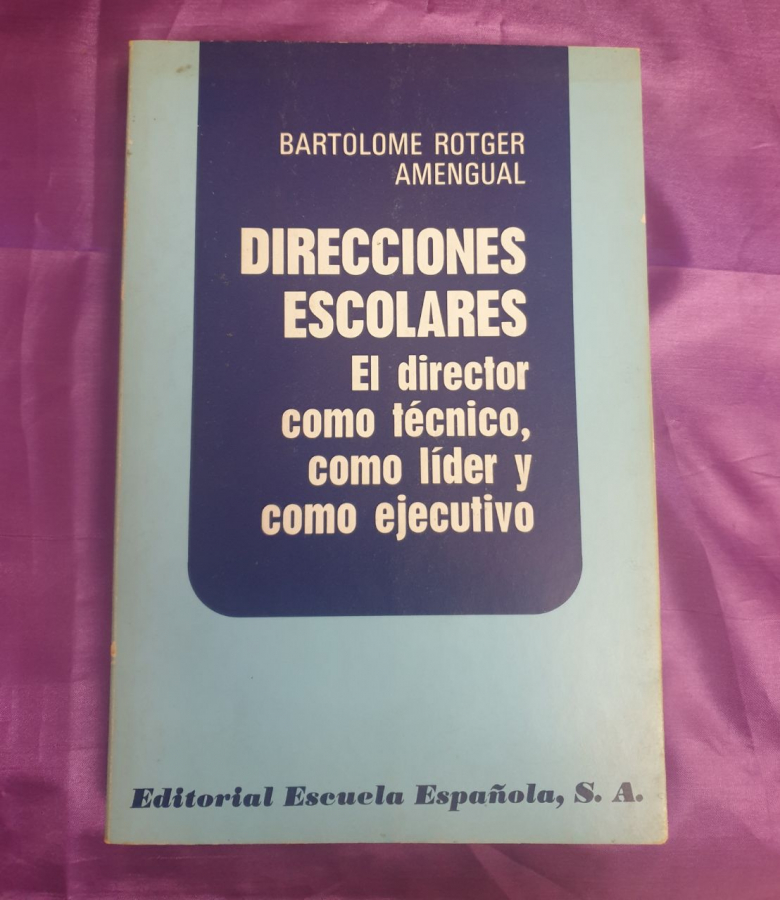 BARTOLOME ROTGER
AMENGUAL
DIRECCIONES
ESCOLARES
El director
como técnico,
como líder y
como ejecutivo
Editorial Escuela Española, S. A.